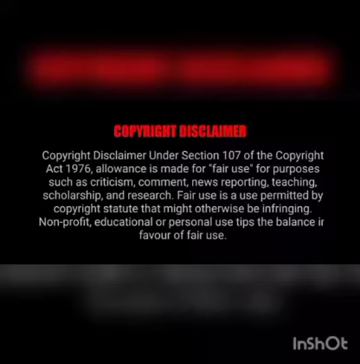 COPYRIGHT DISCLAIMER
Copyright Disclaimer Under Section 107 of the Copyright
Act 1976, allowance is made for "fair use" for purposes
such as criticism, comment, news reporting, teaching,
scholarship, and research. Fair use is a use permitted by
copyright statute that might otherwise be infringing.
Non-profit, educational or personal use tips the balance in
favour of fair use.
InShOt